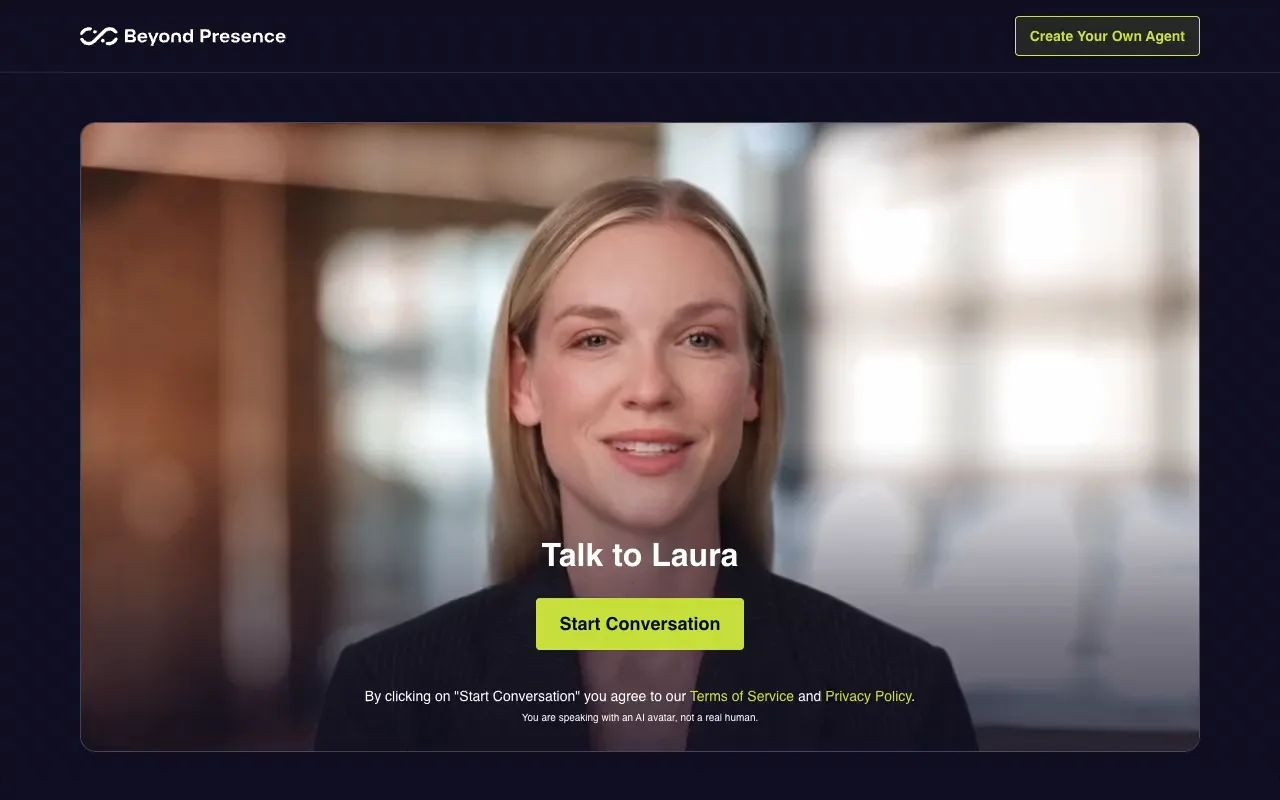 Beyond Presence
Create Your Own Agent
Talk to Laura
Start Conversation
By clicking on "Start Conversation" you agree to our Terms of Service and Privacy Policy.
You are speaking with an AI avatar, not a real human.